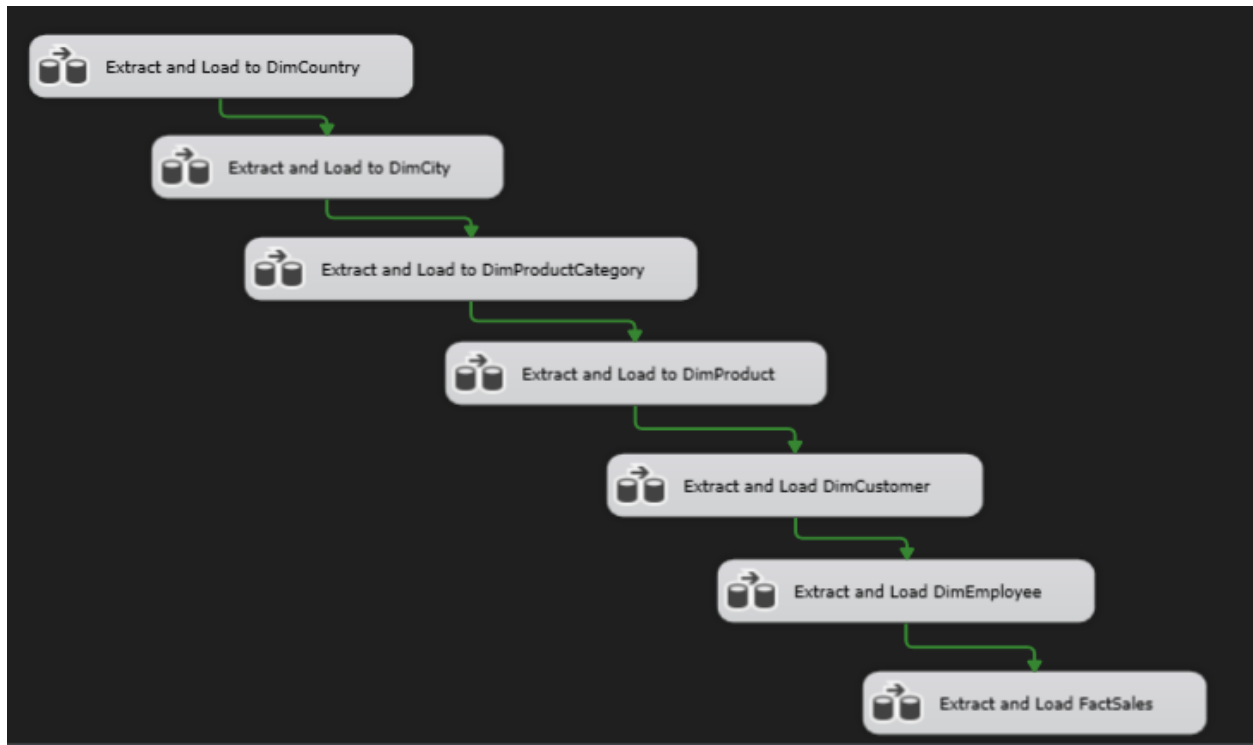 Extract and Load to DimCountry
Extract and Load to DimCity
Extract and Load to DimProductCategory
Extract and Load to DimProduct
Extract and Load DimCustomer
Extract and Load DimEmployee
Extract and Load FactSales